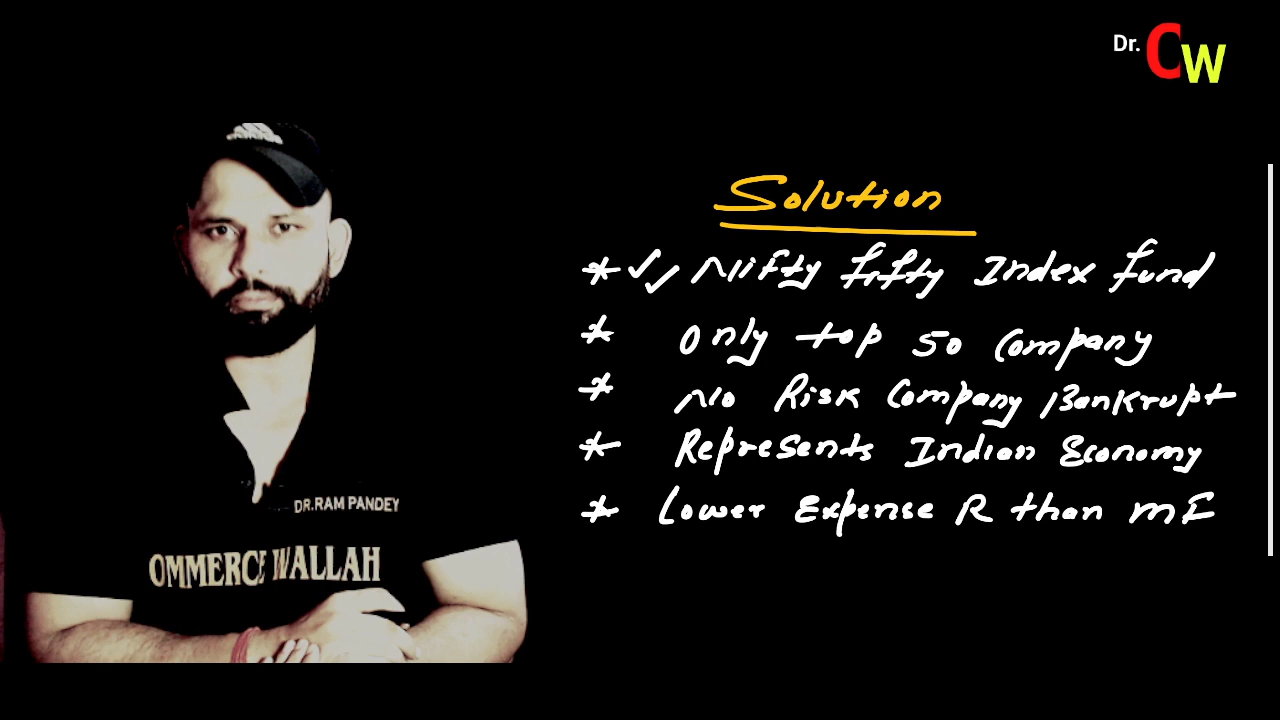 Dr. CW
Solution
* ✓✓ Nifty fifty Index fund
* Only top 50 Company
* No Risk Company Bankrupt
* Represents Indian Economy
* Lower Expense R than MF
DR.RAM PANDEY
OMMERCE WALLAH